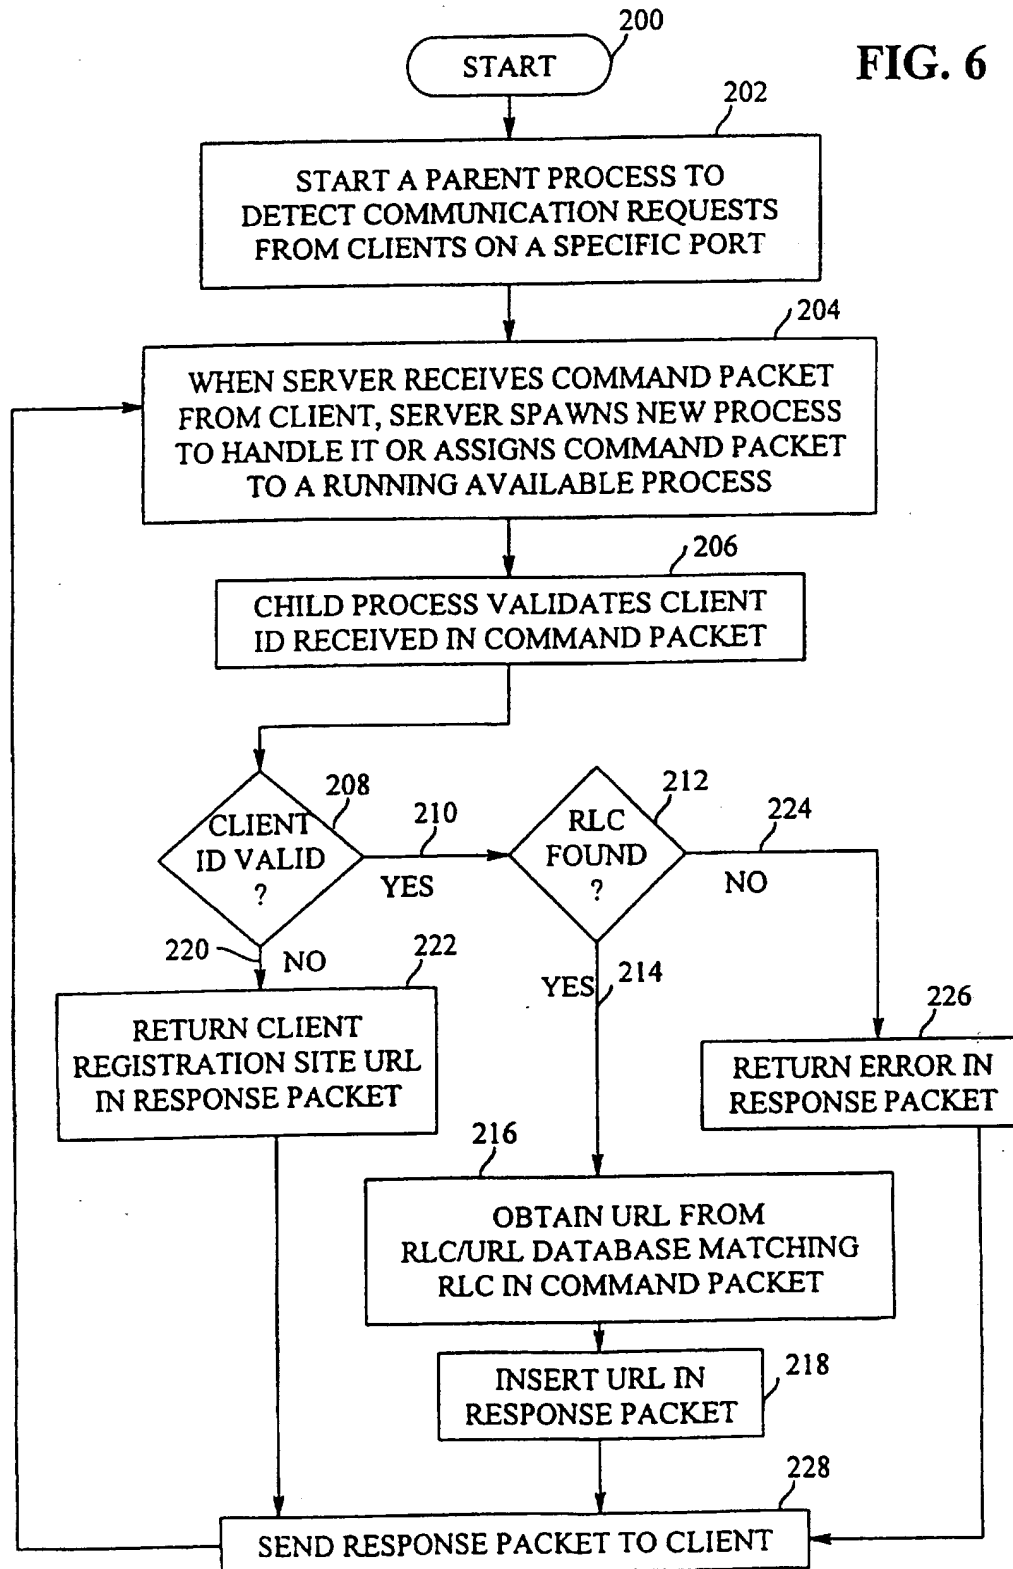 200
START
FIG. 6
202
START A PARENT PROCESS TO
DETECT COMMUNICATION REQUESTS
FROM CLIENTS ON A SPECIFIC PORT
204
WHEN SERVER RECEIVES COMMAND PACKET
FROM CLIENT, SERVER SPAWNS NEW PROCESS
TO HANDLE IT OR ASSIGNS COMMAND PACKET
TO A RUNNING AVAILABLE PROCESS
206
CHILD PROCESS VALIDATES CLIENT
ID RECEIVED IN COMMAND PACKET
208
CLIENT
ID VALID
?
210
YES
212
RLC
FOUND
?
224
NO
220
NO
222
RETURN CLIENT
REGISTRATION SITE URL
IN RESPONSE PACKET
YES
214
226
RETURN ERROR IN
RESPONSE PACKET
216
OBTAIN URL FROM
RLC/URL DATABASE MATCHING
RLC IN COMMAND PACKET
218
INSERT URL IN
RESPONSE PACKET
228
SEND RESPONSE PACKET TO CLIENT